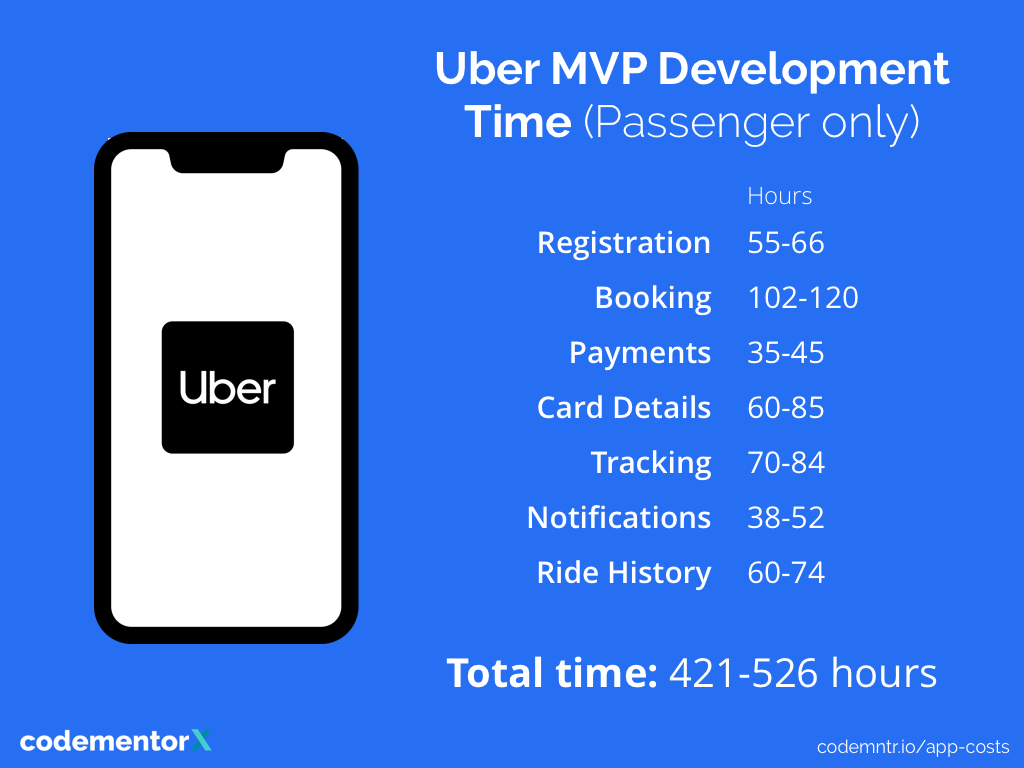 Uber MVP Development
Time (Passenger only)
Hours
Registration 55-66
Booking 102-120
Payments 35-45
Card Details 60-85
Tracking 70-84
Notifications 38-52
Ride History 60-74
Total time: 421-526 hours
Uber
codementorX
codemntr.io/app-costs